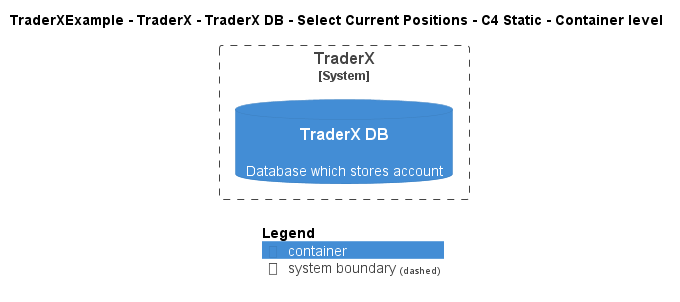 TraderXExample - TraderX - TraderX DB - Select Current Positions - C4 Static - Container level
TraderX
[System]
TraderX DB
Database which stores account
Legend
container
system boundary (dashed)